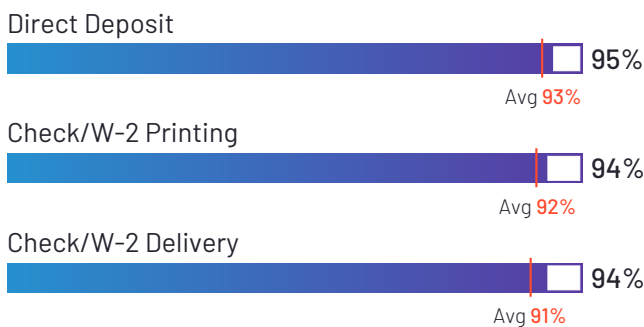 Direct Deposit
95%
Avg 93%
Check/W-2 Printing
94%
Avg 92%
Check/W-2 Delivery
94%
Avg 91%